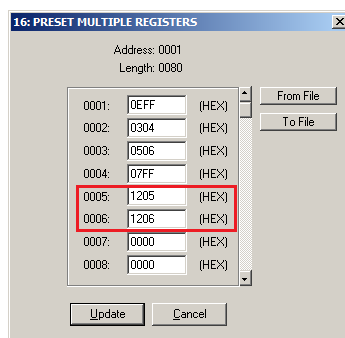 16: PRESET MULTIPLE REGISTERS
Address: 0001
Length: 0080
0001: 0EFF (HEX)
0002: 0304 (HEX)
0003: 0506 (HEX)
0004: 07FF (HEX)
0005: 1205 (HEX)
0006: 1206 (HEX)
0007: 0000 (HEX)
0008: 0000 (HEX)
From File
To File
Update Cancel